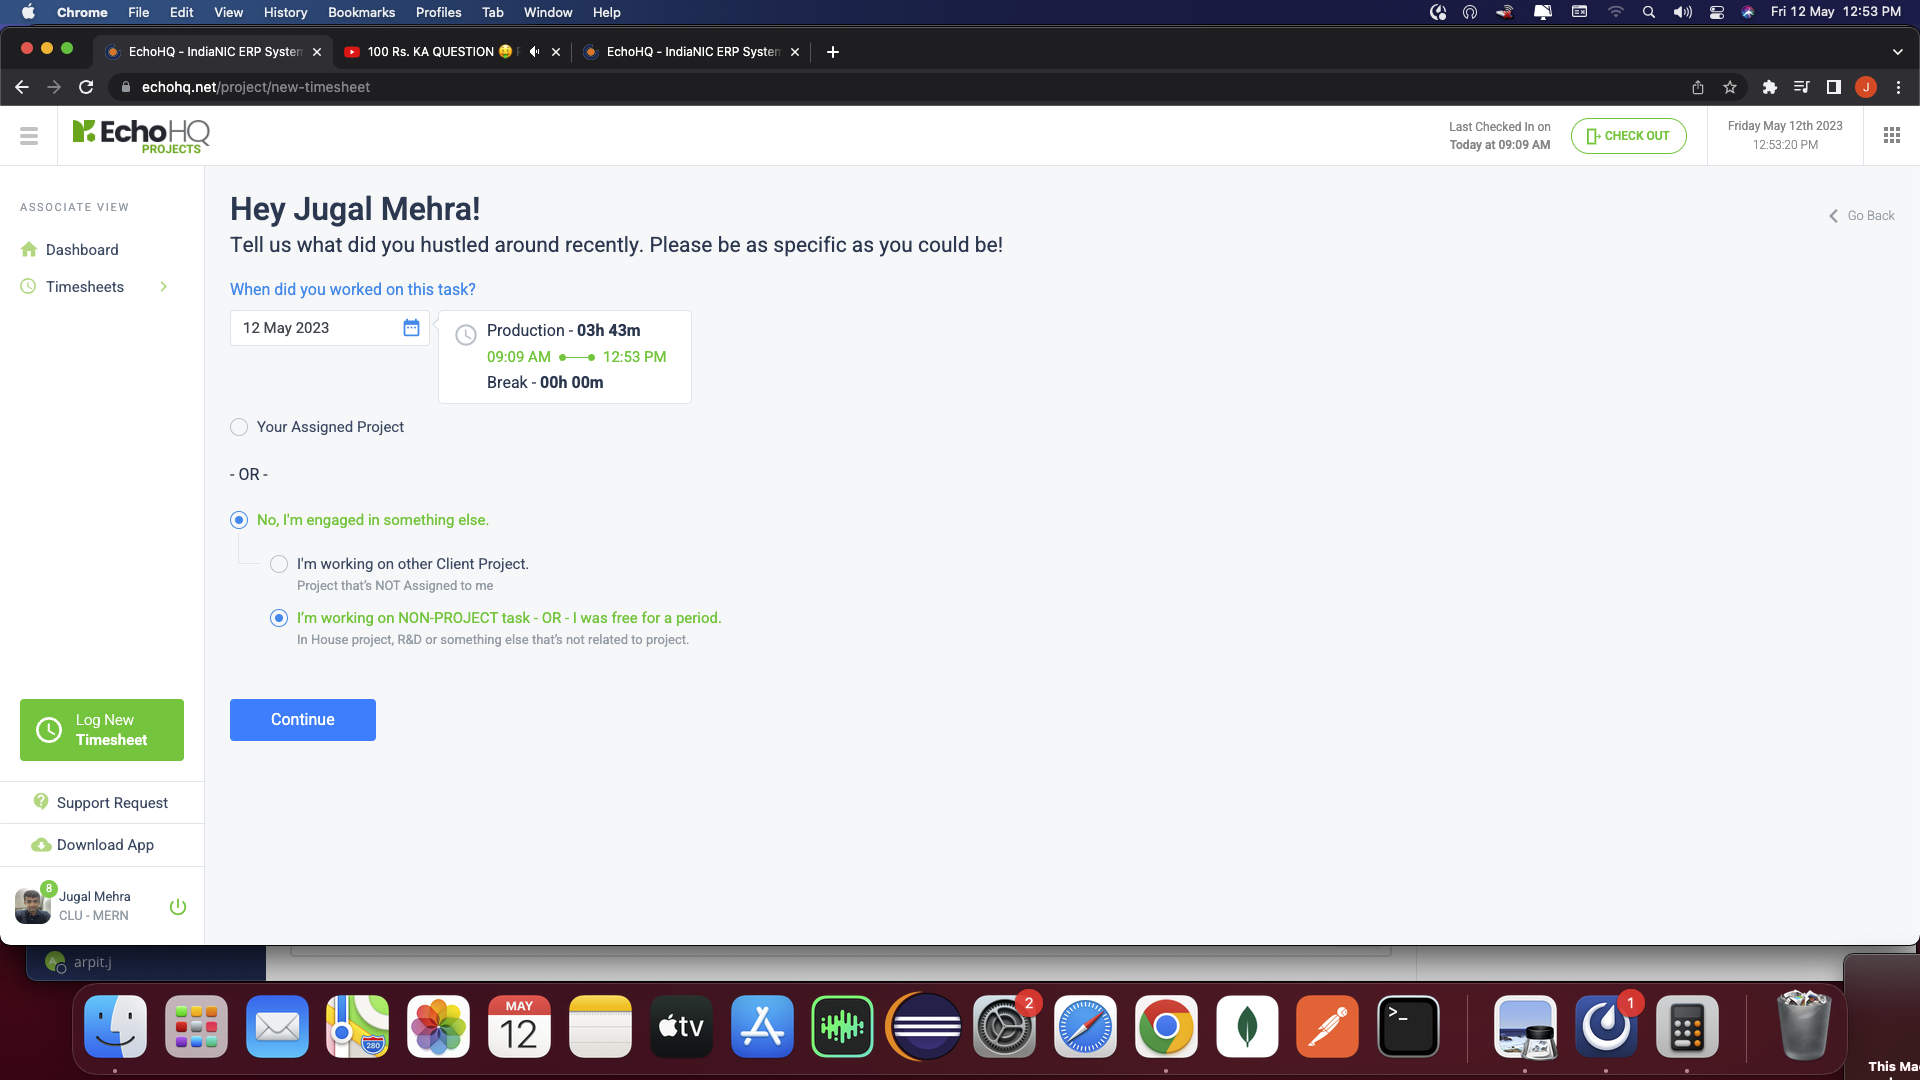 Chrome File Edit View History Bookmarks Profiles Tab Window Help
Fri 12 May 12:53 PM
EchoHQ - IndiaNIC ERP System
100 Rs. KA QUESTION 🤑
EchoHQ - IndiaNIC ERP System
echohq.net/project/new-timesheet
J
EchoHQ
PROJECTS
Last Checked In on
Today at 09:09 AM
CHECK OUT
Friday May 12th 2023
12:53:20 PM
ASSOCIATE VIEW
Dashboard
Timesheets
Hey Jugal Mehra!
Go Back
Tell us what did you hustled around recently. Please be as specific as you could be!
When did you worked on this task?
12 May 2023
Production - 03h 43m
09:09 AM 12:53 PM
Break - 00h 00m
Your Assigned Project
- OR -
No, I'm engaged in something else.
I'm working on other Client Project.
Project that's NOT Assigned to me
I'm working on NON-PROJECT task - OR - I was free for a period.
In House project, R&D or something else that's not related to project.
Continue
Log New
Timesheet
Support Request
Download App
8
Jugal Mehra
CLU - MERN
arpit.j
MAY
12
280
tv
2
>_
1
This Ma